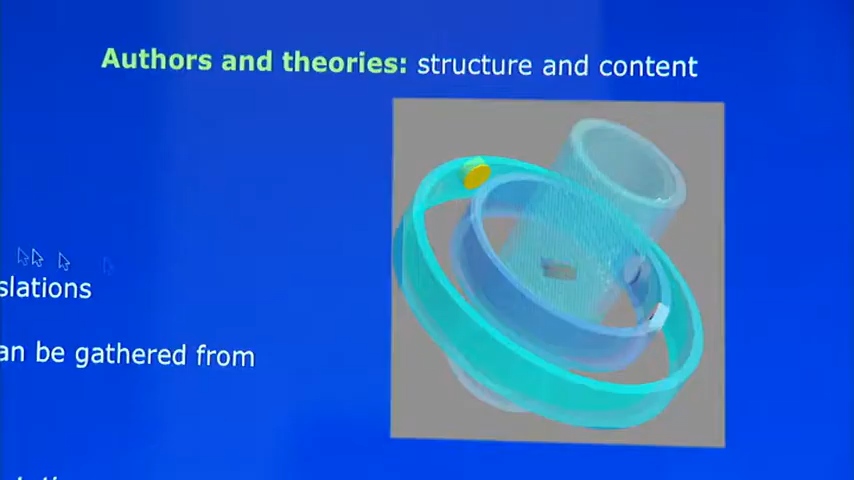 Authors and theories: structure and content
slations
an be gathered from